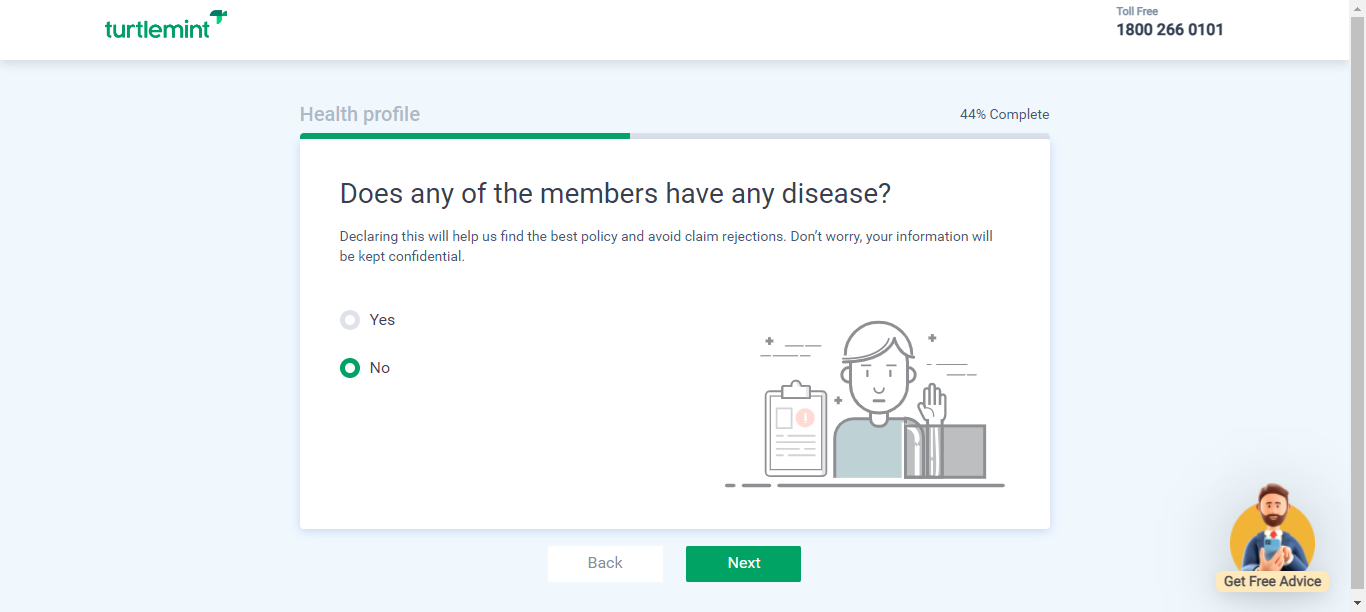 turtlemint
Toll Free
1800 266 0101
Health profile
44% Complete
Does any of the members have any disease?
Declaring this will help us find the best policy and avoid claim rejections. Don’t worry, your information will
be kept confidential.
Yes
No
Back
Next
Get Free Advice